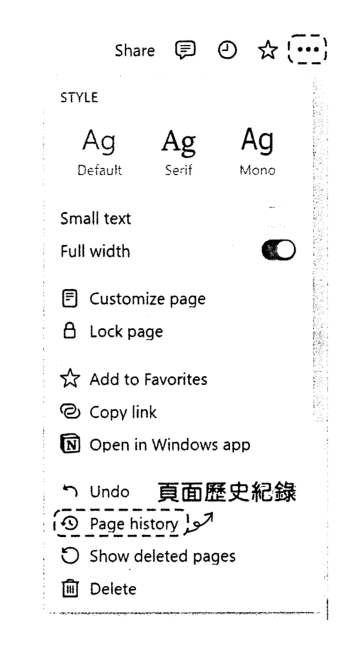 Share
STYLE
Ag Ag Ag
Default Serif Mono
Small text
Full width
Customize page
Lock page
Add to Favorites
Copy link
Open in Windows app
Undo 頁面歷史紀錄
Page history
Show deleted pages
Delete